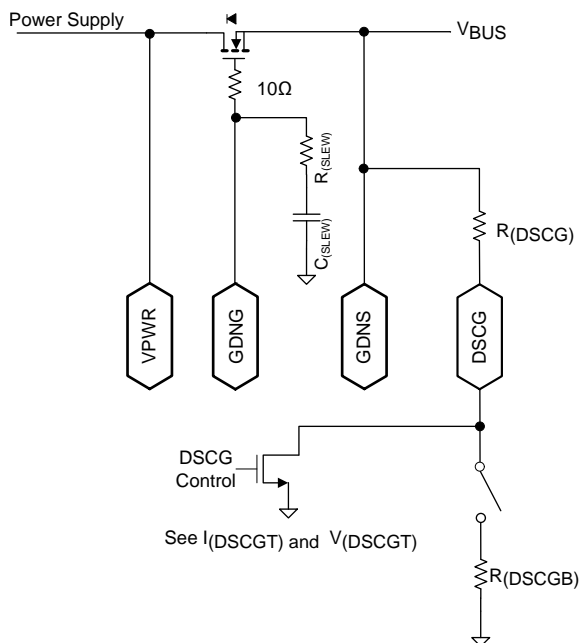 Power Supply
VBUS
10Ω
R(SLEW)
C(SLEW)
R(DSCG)
VPWR
GDNG
GDNS
DSCG
DSCG
Control
See I(DSCGT) and V(DSCGT)
R(DSCGB)